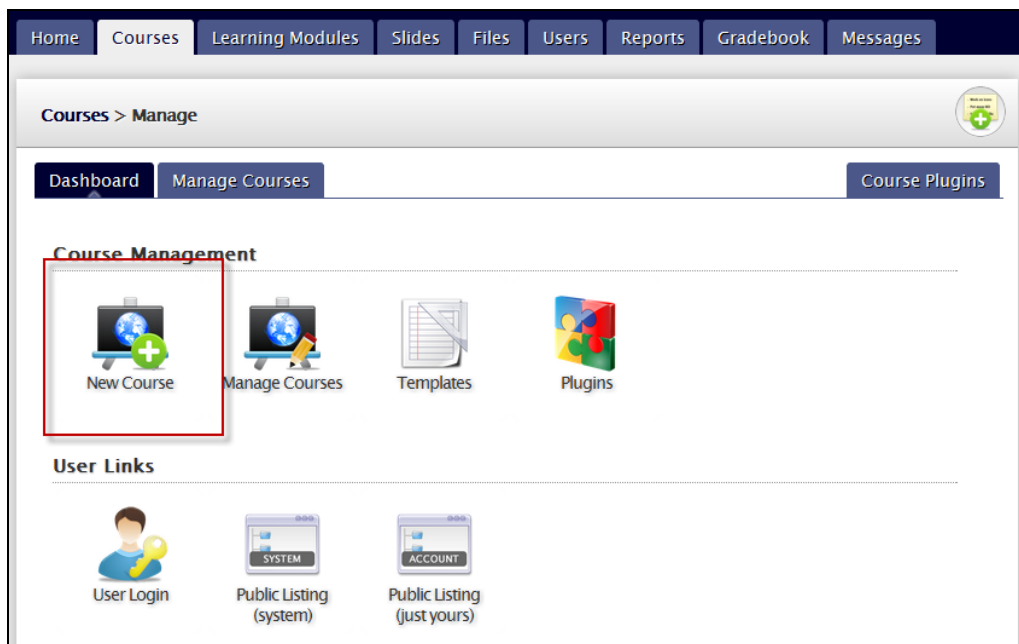 Home Courses Learning Modules Slides Files Users Reports Gradebook Messages
Courses > Manage
Dashboard Manage Courses Course Plugins
Course Management
New Course Manage Courses Templates Plugins
User Links
SYSTEM ACCOUNT
User Login Public Listing Public Listing
(system) (just yours)